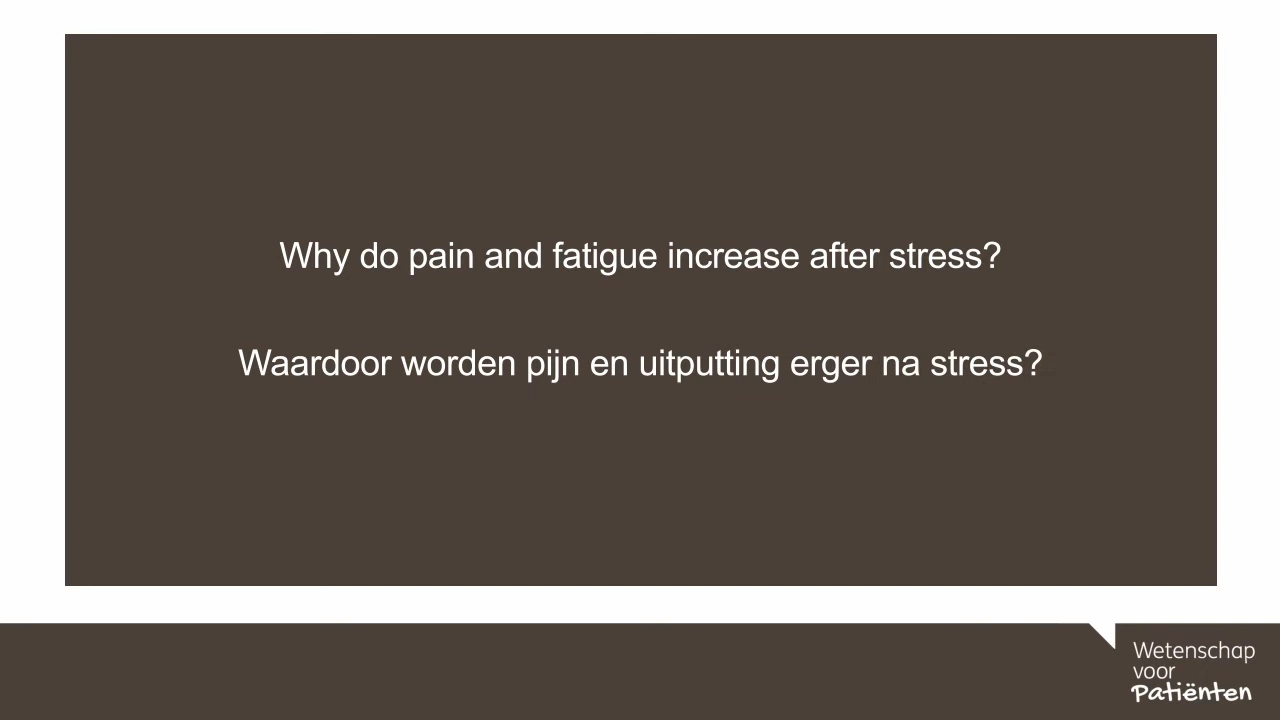 Why do pain and fatigue increase after stress?
Waardoor worden pijn en uitputting erger na stress?
Wetenschap
voor
Patiënten